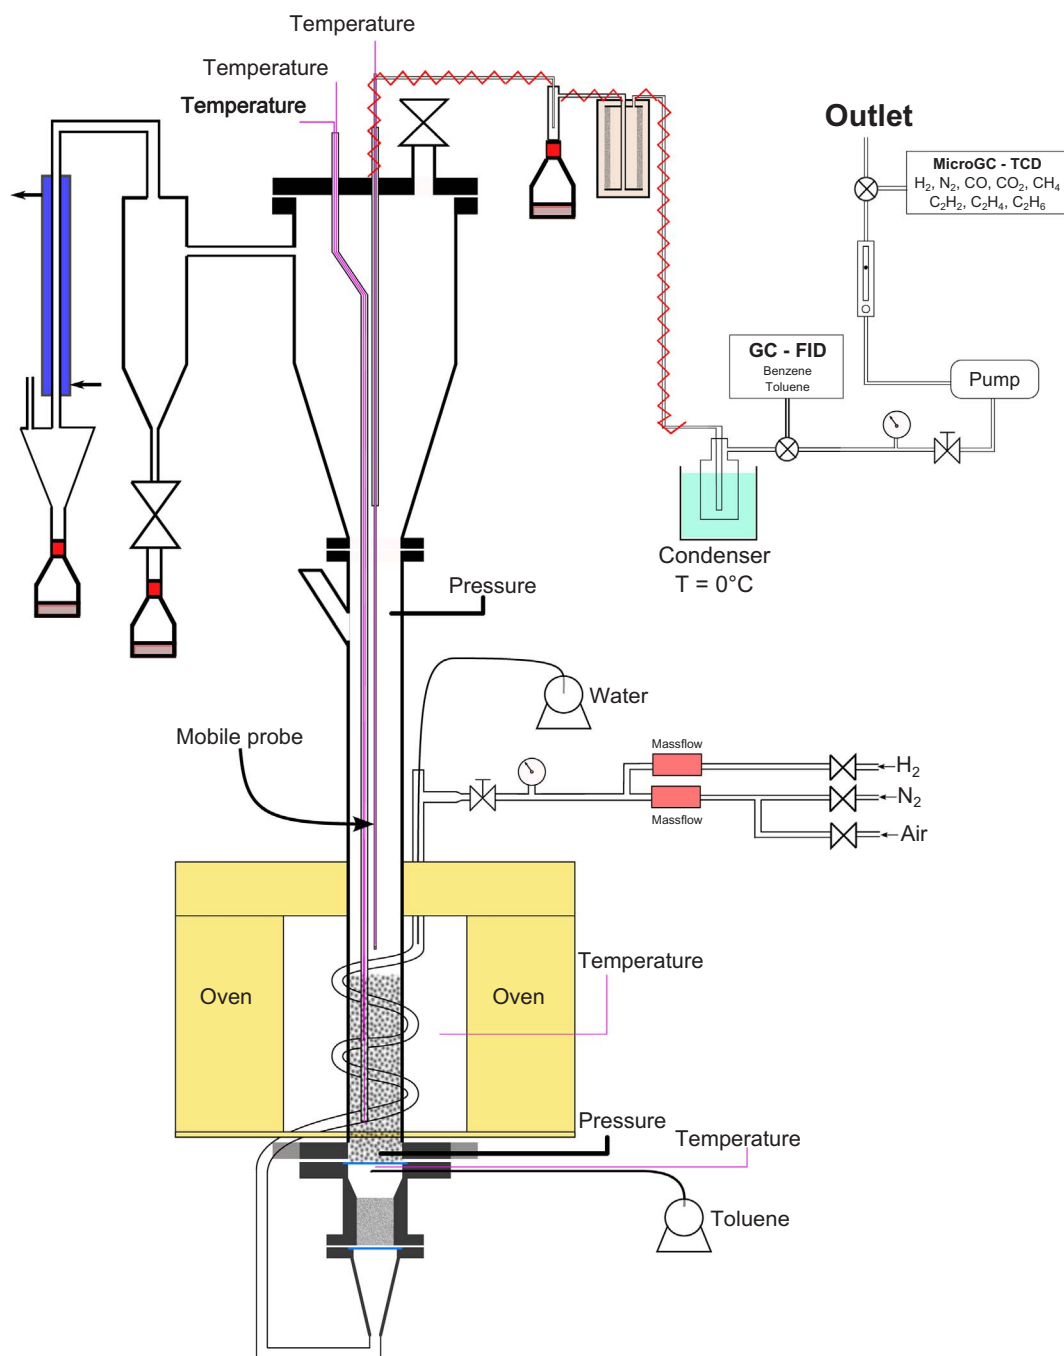 Temperature
Temperature
Temperature
Outlet
MicroGC - TCD
H₂, N₂, CO, CO₂, CH₄
C₂H₂, C₂H₄, C₂H₆
GC - FID
Benzene
Toluene
Pump
Condenser
T = 0°C
Pressure
Water
Mobile probe
Massflow
H₂
N₂
Massflow
Air
Temperature
Oven
Oven
Pressure
Temperature
Toluene